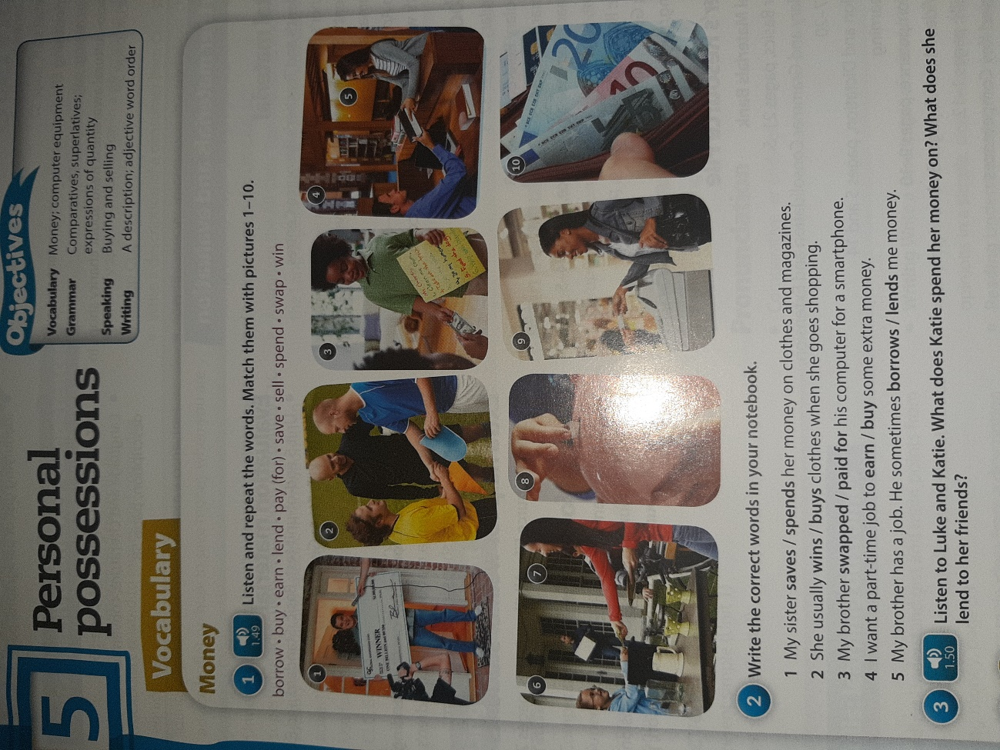 5
Personal
possessions
Objectives
Vocabulary Money; computer equipment
Grammar Comparatives, superlatives;
expressions of quantity
Speaking Buying and selling
Writing A description; adjective word order
Vocabulary
Money
1 1.49 Listen and repeat the words. Match them with pictures 1–10.
borrow • buy • earn • lend • pay (for) • save • sell • spend • swap • win
1
WINNER
2
3
4
5
6
7
8
9
10
20
10
2 Write the correct words in your notebook.
1 My sister saves / spends her money on clothes and magazines.
2 She usually wins / buys clothes when she goes shopping.
3 My brother swapped / paid for his computer for a smartphone.
4 I want a part-time job to earn / buy some extra money.
5 My brother has a job. He sometimes borrows / lends me money.
3 1.50 Listen to Luke and Katie. What does Katie spend her money on? What does she
lend to her friends?